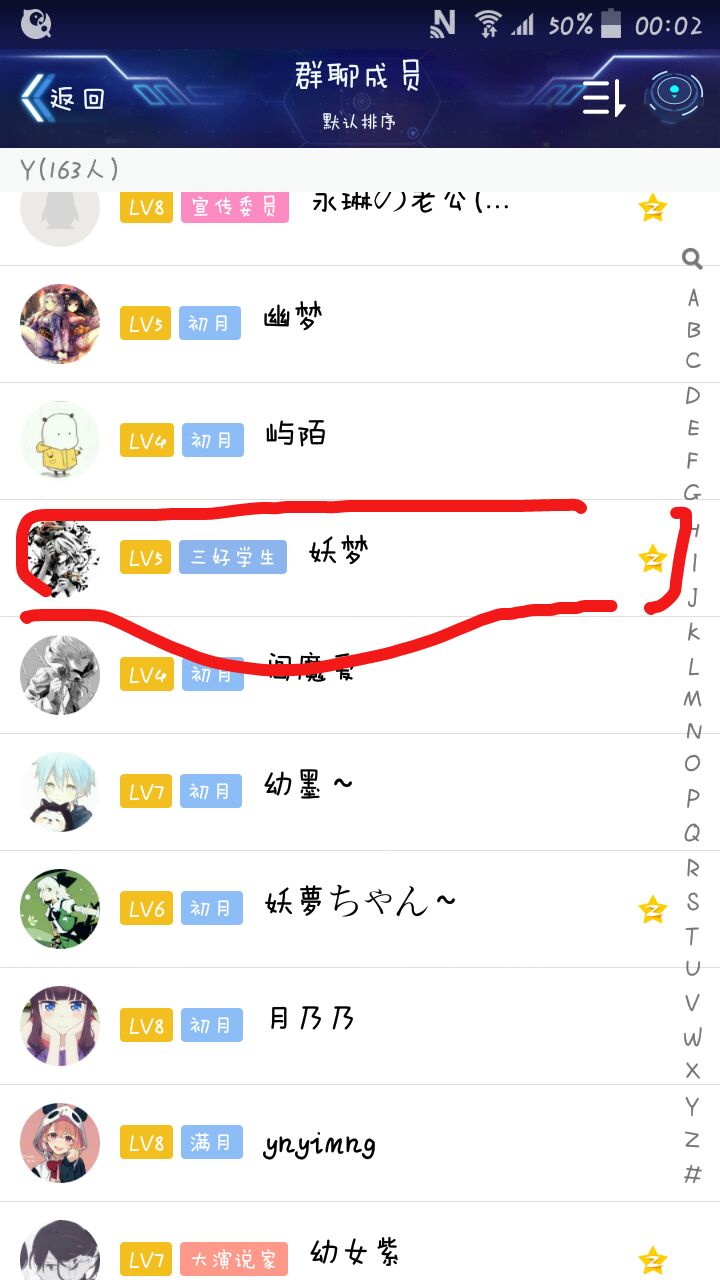 50% 00:02
返回
群聊成员
默认排序
Y(163人)
LV8 宣传委员 永琳の老公(...
LV5 初月 幽梦
LV4 初月 屿陌
LV5 三好学生 妖梦
LV4 初月 阎魔爱
LV7 初月 幼墨~
LV6 初月 妖夢ちゃん~
LV8 初月 月乃乃
LV8 满月 ynyimng
LV7 大演说家 幼女紫
A
B
C
D
E
F
G
H
I
J
K
L
M
N
O
P
Q
R
S
T
U
V
W
X
Y
Z
#